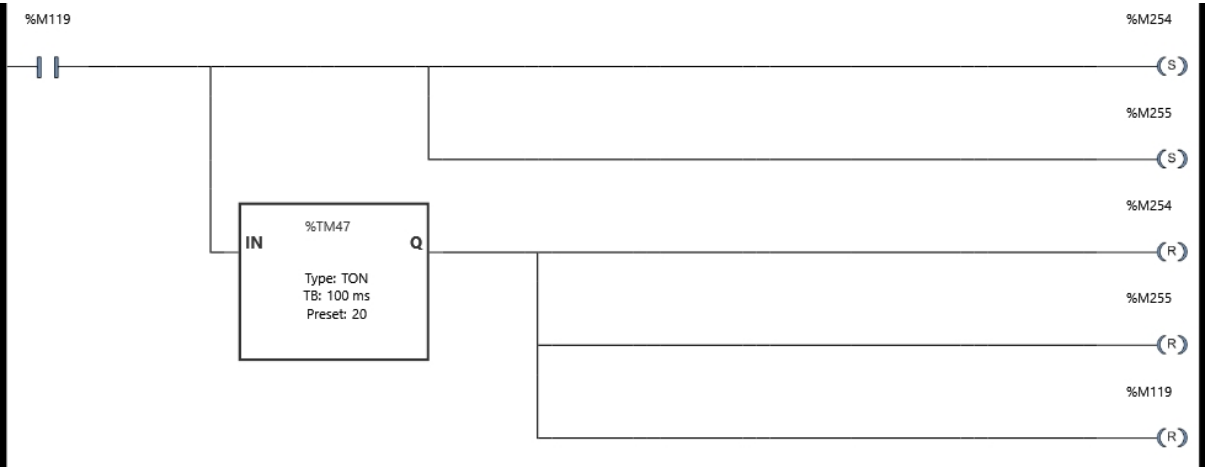 %M119
%M254
(S)
%M255
(S)
%M254
%TM47
IN
Q
(R)
Type: TON
TB: 100 ms
Preset: 20
%M255
(R)
%M119
(R)